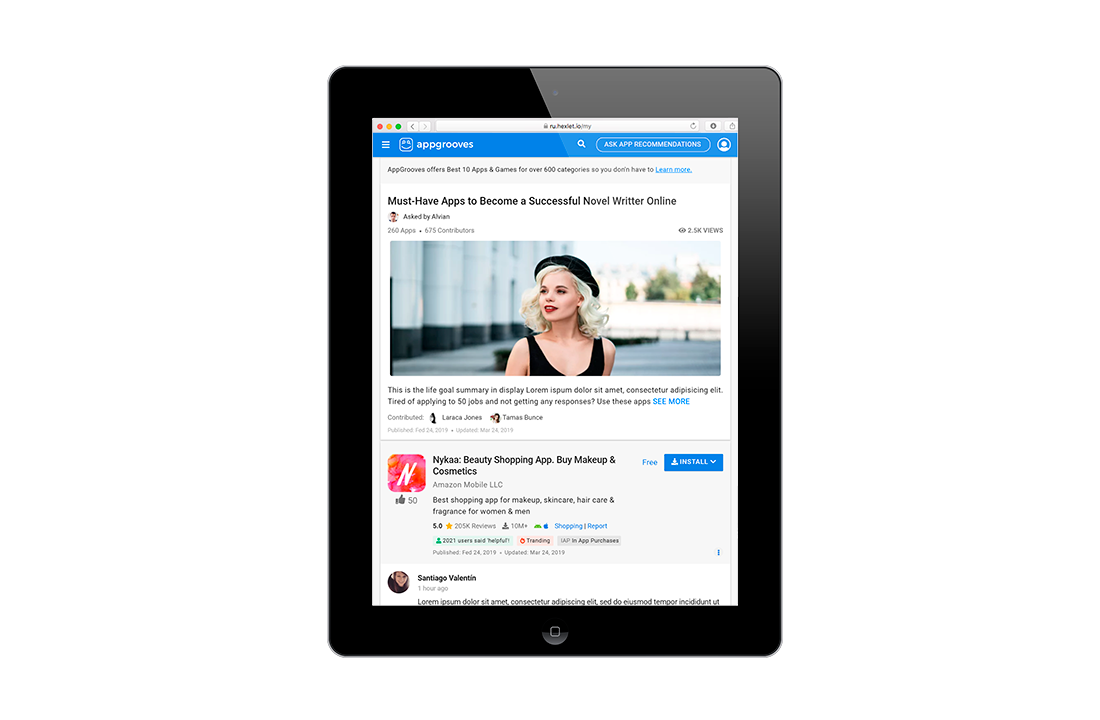 ru.hexlet.io/my
appgrooves
ASK APP RECOMMENDATIONS
AppGrooves offers Best 10 Apps & Games for over 600 categories so you don'n have to Learn more.
Must-Have Apps to Become a Successful Novel Writter Online
Asked by Alvian
260 Apps • 675 Contributors
2.5K VIEWS
This is the life goal summary in display Lorem ispum dolor sit amet, consectetur adipisicing elit.
Tired of applying to 50 jobs and not getting any responses? Use these apps SEE MORE
Contributed: Laraca Jones Tamas Bunce
Published: Fed 24, 2019 • Updated: Mar 24, 2019
N
Nykaa: Beauty Shopping App. Buy Makeup &
Cosmetics
Free
INSTALL
Amazon Mobile LLC
50
Best shopping app for makeup, skincare, hair care &
fragrance for women & men
5.0 205K Reviews 10M+ Shopping | Report
2021 users said 'helpful'! Tranding IAP In App Purchases
Published: Fed 24, 2019 • Updated: Mar 24, 2019
Santiago Valentín
1 hour ago
Lorem ipsum dolor sit amet, consectetur adipiscing elit, sed do eiusmod tempor incididunt ut